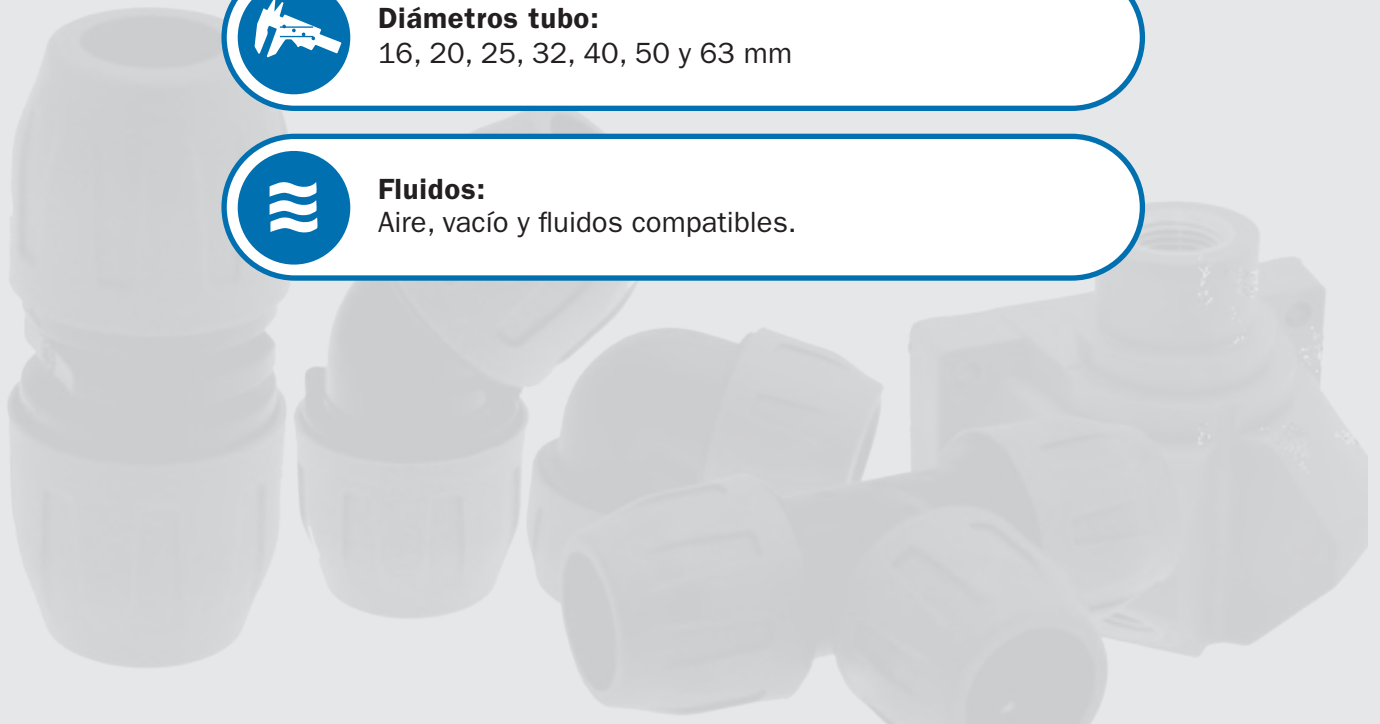 Diámetros tubo:
16, 20, 25, 32, 40, 50 y 63 mm
Fluidos:
Aire, vacío y fluidos compatibles.